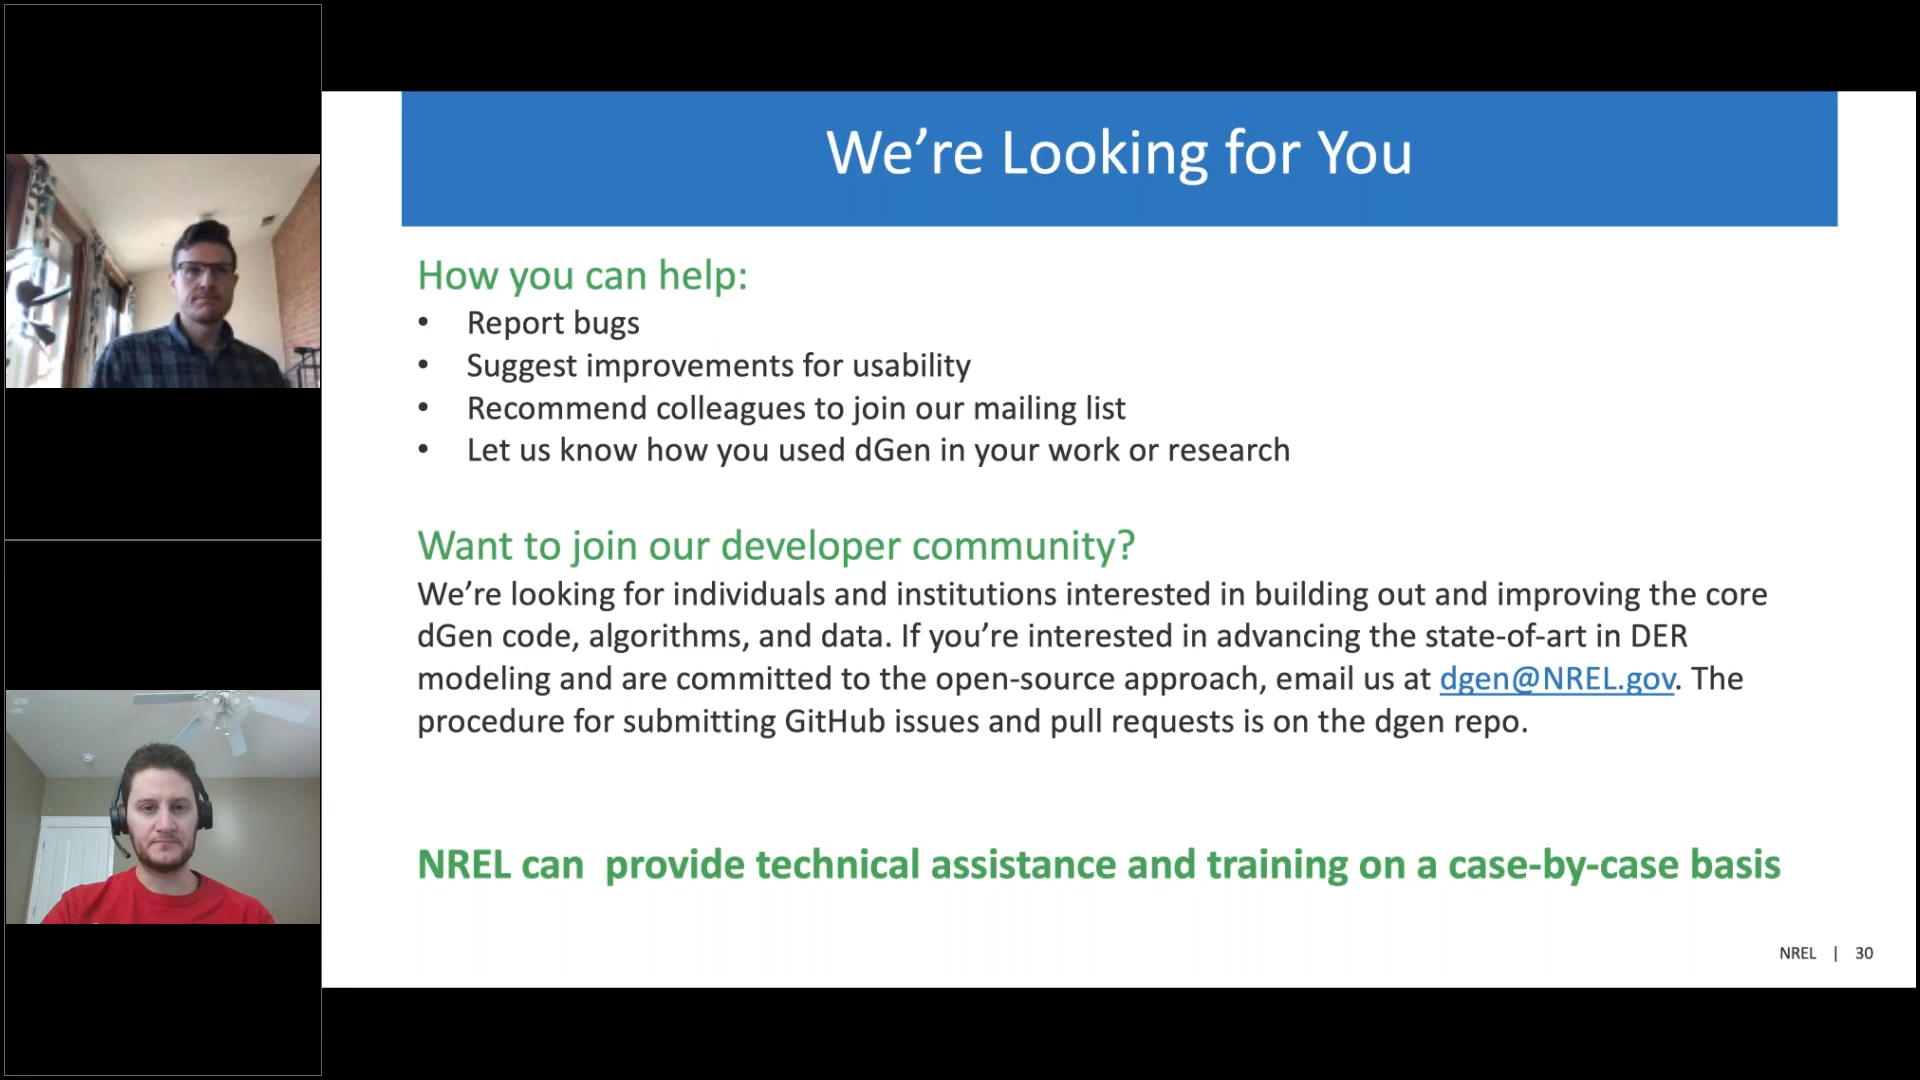 We’re Looking for You
How you can help:
• Report bugs
• Suggest improvements for usability
• Recommend colleagues to join our mailing list
• Let us know how you used dGen in your work or research
Want to join our developer community?
We’re looking for individuals and institutions interested in building out and improving the core
dGen code, algorithms, and data. If you’re interested in advancing the state-of-art in DER
modeling and are committed to the open-source approach, email us at dgen@NREL.gov. The
procedure for submitting GitHub issues and pull requests is on the dgen repo.
NREL can  provide technical assistance and training on a case-by-case basis
NREL | 30